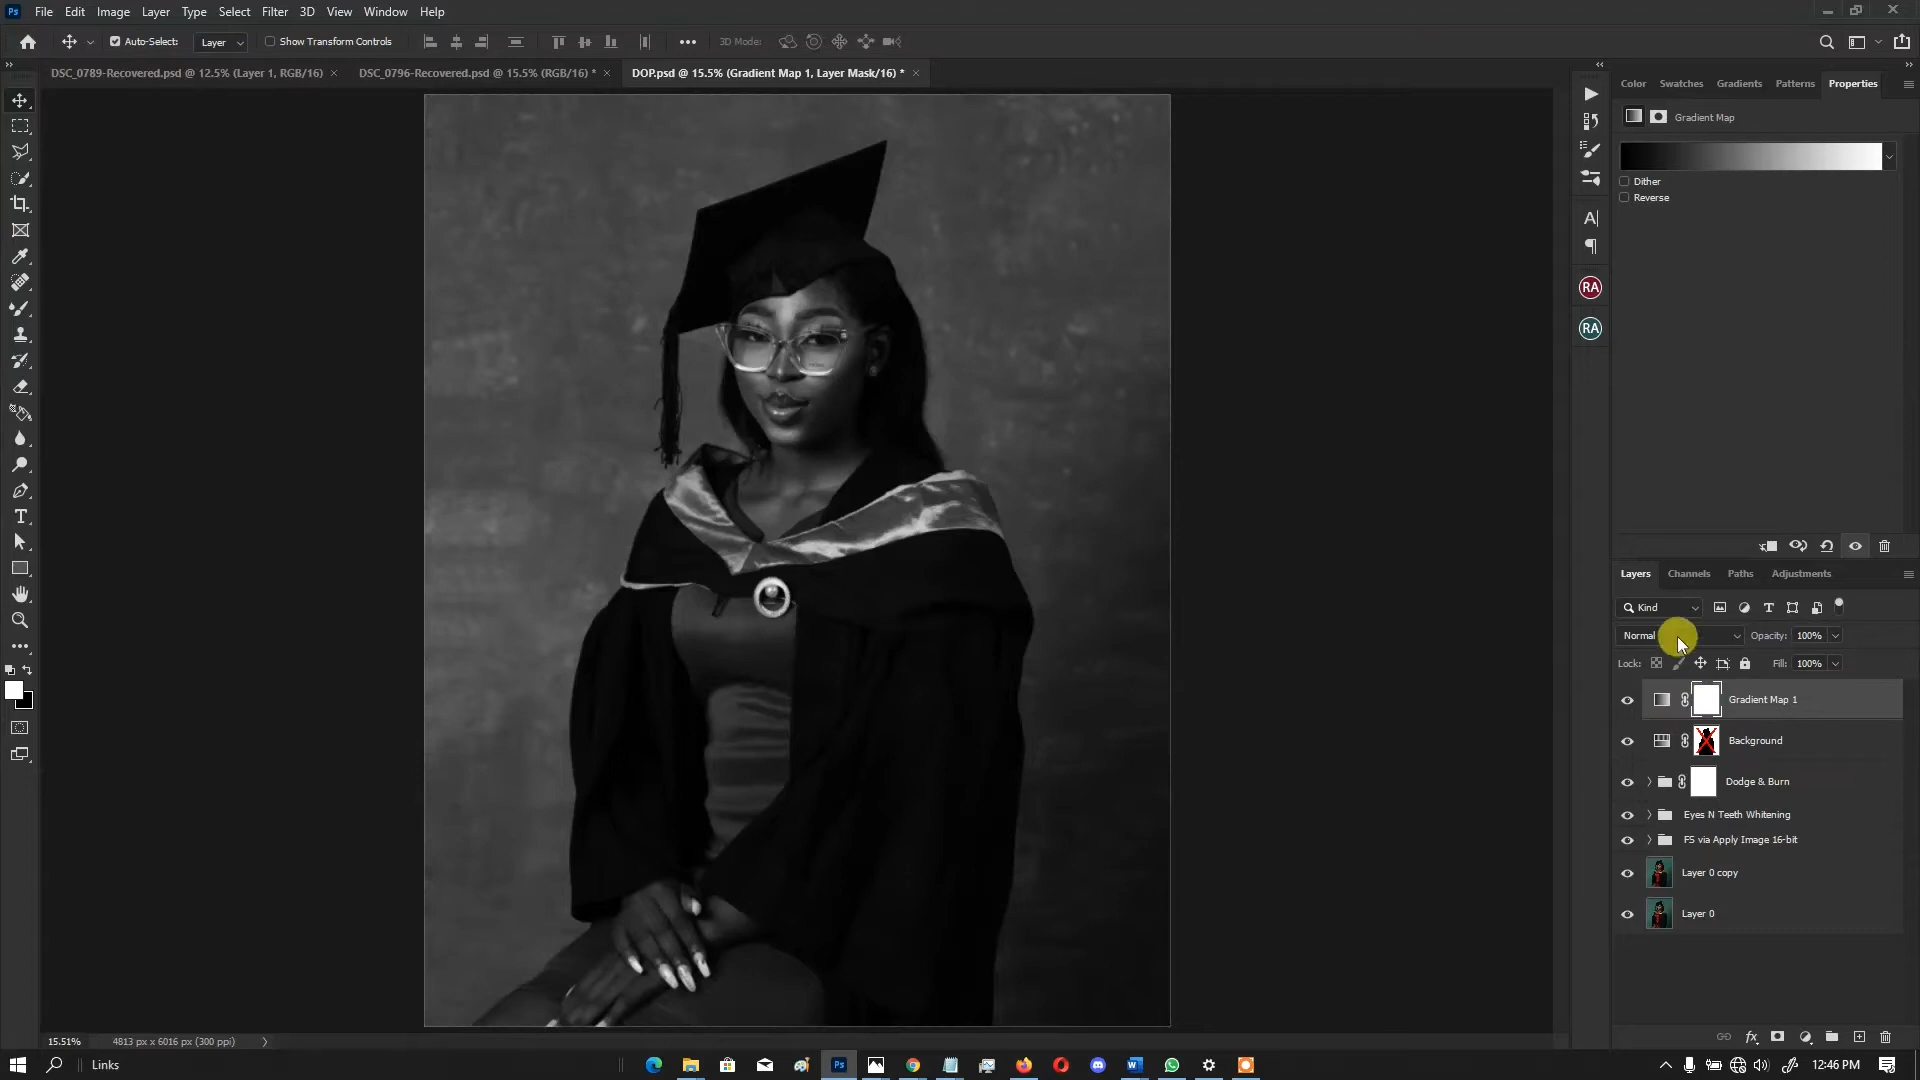 Ps File Edit Image Layer Type Select Filter 3D View Window Help
Auto-Select: Layer Show Transform Controls 3D Mode:
DSC_0789-Recovered.psd @ 12.5% (Layer 1, RGB/16) × DSC_0796-Recovered.psd @ 15.5% (RGB/16) * × DOP.psd @ 15.5% (Gradient Map 1, Layer Mask/16) * ×
Color Swatches Gradients Patterns Properties
Gradient Map
Dither
Reverse
A|
RA
RA
Layers Channels Paths Adjustments
Kind
Normal Opacity: 100%
Lock: Fill: 100%
Gradient Map 1
Background
Dodge & Burn
Eyes N Teeth Whitening
FS via Apply Image 16-bit
Layer 0 copy
Layer 0
fx
15.51% 4813 px x 6016 px (300 ppi)
Links
12:46 PM